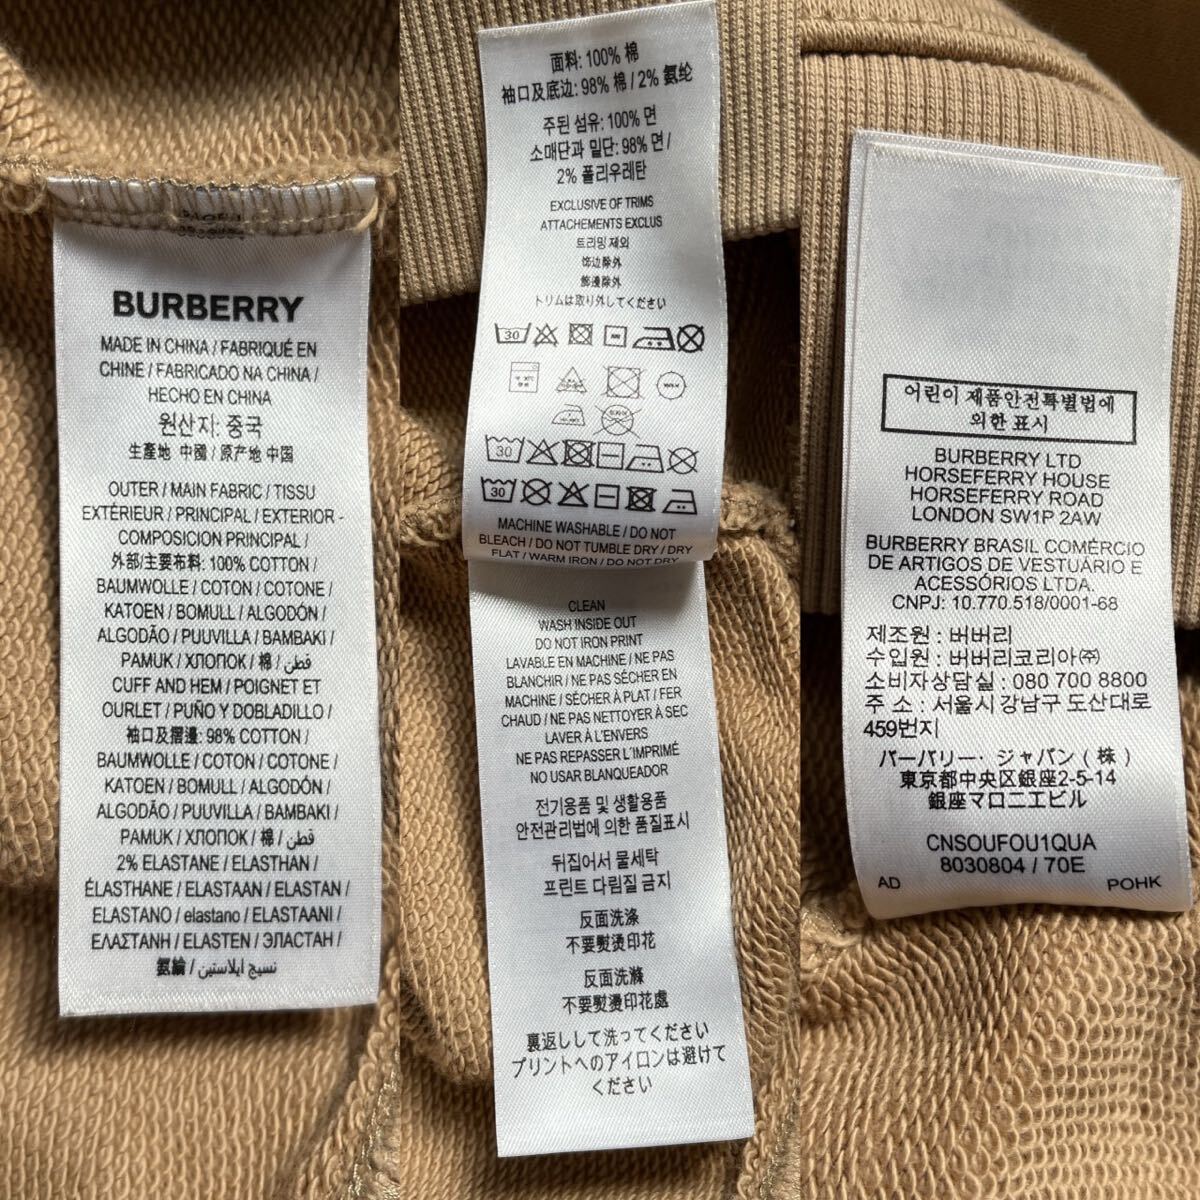 BURBERRY
MADE IN CHINA / FABRIQUÉ EN
CHINE / FABRICADO NA CHINA /
HECHO EN CHINA
원산지: 중국
生產地 中國 / 原产地 中国
OUTER / MAIN FABRIC / TISSU
EXTÉRIEUR / PRINCIPAL / EXTERIOR -
COMPOSICION PRINCIPAL /
外部/主要布料: 100% COTTON /
BAUMWOLLE / COTON / COTONE /
KATOEN / BOMULL / ALGODÓN /
ALGODÃO / PUUVILLA / BAMBAKI /
PAMUK / ХЛОПОК / 棉 / قطن /
CUFF AND HEM / POIGNET ET
OURLET / PUÑO Y DOBLADILLO /
袖口及摺邊: 98% COTTON /
BAUMWOLLE / COTON / COTONE /
KATOEN / BOMULL / ALGODÓN /
ALGODÃO / PUUVILLA / BAMBAKI /
PAMUK / ХЛОПОК / 棉 / قطن /
2% ELASTANE / ELASTHAN /
ÉLASTHANE / ELASTAAN / ELASTAN /
ELASTANO / elastano / ELASTAANI /
ΕΛΑΣΤΑΝΗ / ELASTEN / ЭЛАСТАН /
氨綸 / نسيج ايلاستين /
面料: 100% 棉
袖口及底边: 98% 棉 / 2% 氨纶
주된 섬유: 100% 면
소매단과 밑단: 98% 면 /
2% 폴리우레탄
EXCLUSIVE OF TRIMS
ATTACHEMENTS EXCLUS
트리밍 제외
饰边除外
飾邊除外
トリムは取り外してください
30
30
30
MACHINE WASHABLE / DO NOT
BLEACH / DO NOT TUMBLE DRY / DRY
FLAT / WARM IRON / DO NOT DRY
CLEAN
WASH INSIDE OUT
DO NOT IRON PRINT
LAVABLE EN MACHINE / NE PAS
BLANCHIR / NE PAS SÉCHER EN
MACHINE / SÉCHER À PLAT / FER
CHAUD / NE PAS NETTOYER À SEC
LAVER À L'ENVERS
NE PAS REPASSER L'IMPRIMÉ
NO USAR BLANQUEADOR
전기용품 및 생활용품
안전관리법에 의한 품질표시
뒤집어서 물세탁
프린트 다림질 금지
反面洗涤
不要熨烫印花
反面洗滌
不要熨燙印花處
裏返しして洗ってください
プリントへのアイロンは避けて
ください
어린이 제품안전특별법에
의한 표시
BURBERRY LTD
HORSEFERRY HOUSE
HORSEFERRY ROAD
LONDON SW1P 2AW
BURBERRY BRASIL COMÉRCIO
DE ARTIGOS DE VESTUÁRIO E
ACESSÓRIOS LTDA.
CNPJ: 10.770.518/0001-68
제조원 : 버버리
수입원 : 버버리코리아㈜
소비자상담실 : 080 700 8800
주 소 : 서울시 강남구 도산대로
459번지
バーバリー・ジャパン ( 株 )
東京都中央区銀座2-5-14
銀座マロニエビル
CNSOUFOU1QUA
8030804 / 70E
AD POHK